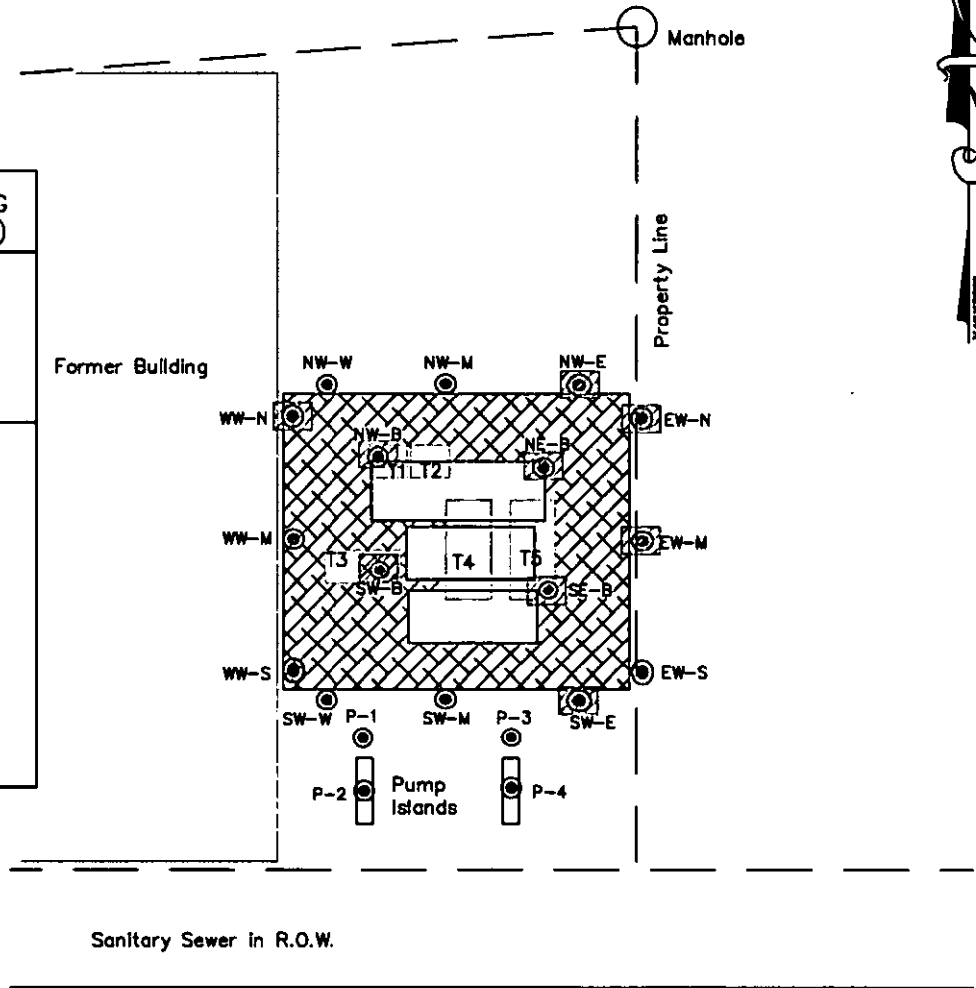 Manhole
G
Property Line
Former Building
NW-W
NW-M
NW-E
WW-N
EW-N
NW-B
NE-B
T1
T2
WW-M
EW-M
T3
T4
T5
SW-B
SE-B
WW-S
EW-S
SW-W
SW-M
SW-E
P-1
P-3
P-2
Pump
Islands
P-4
Sanitary Sewer in R.O.W.